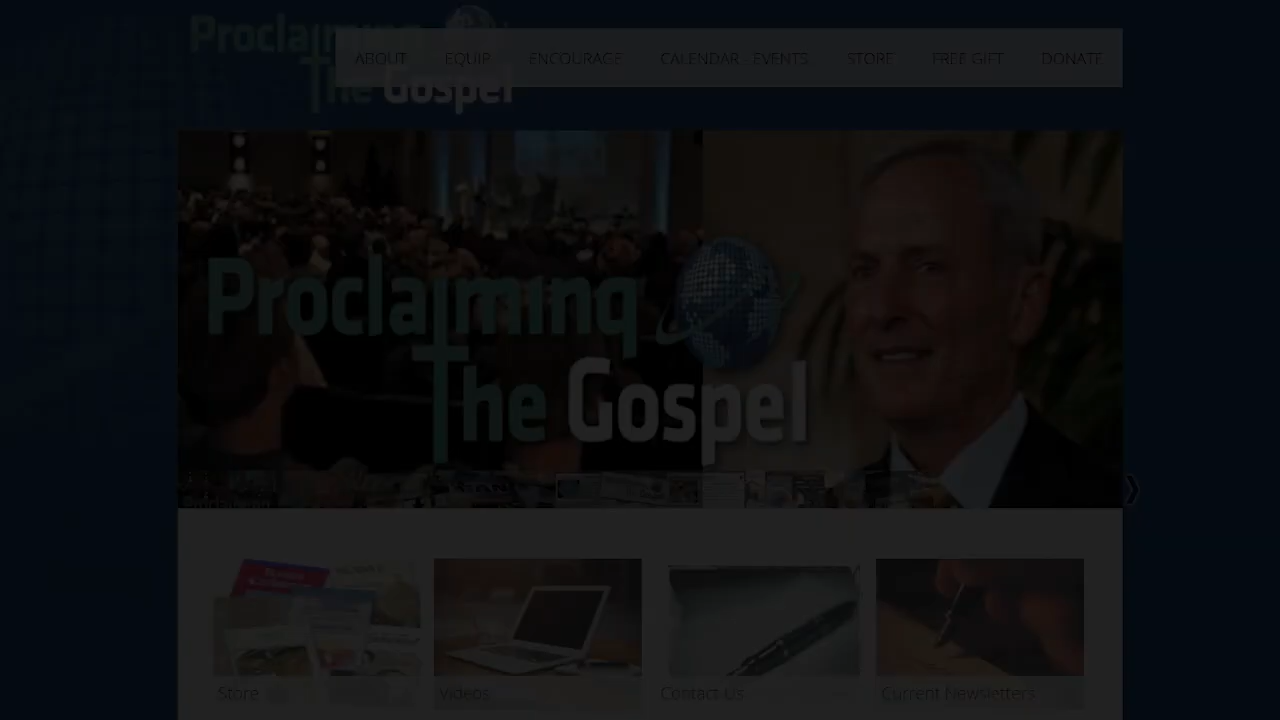 Proclaiming
The Gospel
ABOUT EQUIP ENCOURAGE CALENDAR - EVENTS STORE FREE GIFT DONATE
Proclaiming
The Gospel
Store Videos Contact Us Current Newsletters